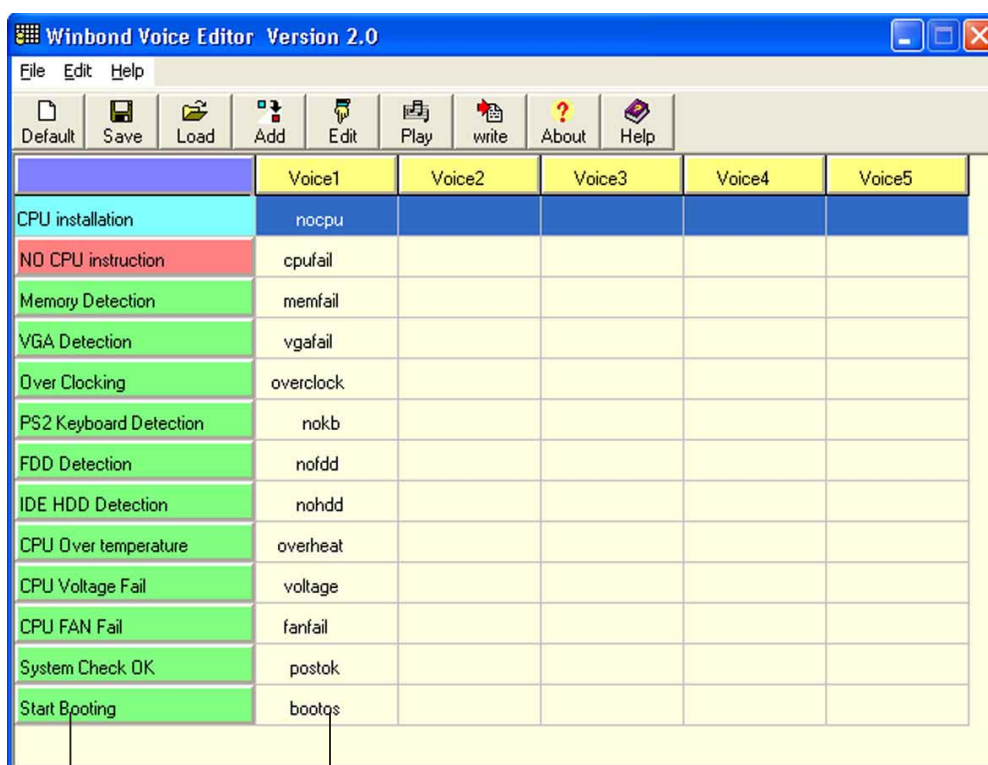 Winbond Voice Editor Version 2.0
File Edit Help
Default Save Load Add Edit Play write About Help
Voice1 Voice2 Voice3 Voice4 Voice5
CPU installation nocpu
NO CPU instruction cpufail
Memory Detection memfail
VGA Detection vgafail
Over Clocking overclock
PS2 Keyboard Detection nokb
FDD Detection nofdd
IDE HDD Detection nohdd
CPU Over temperature overheat
CPU Voltage Fail voltage
CPU FAN Fail fanfail
System Check OK postok
Start Booting bootos